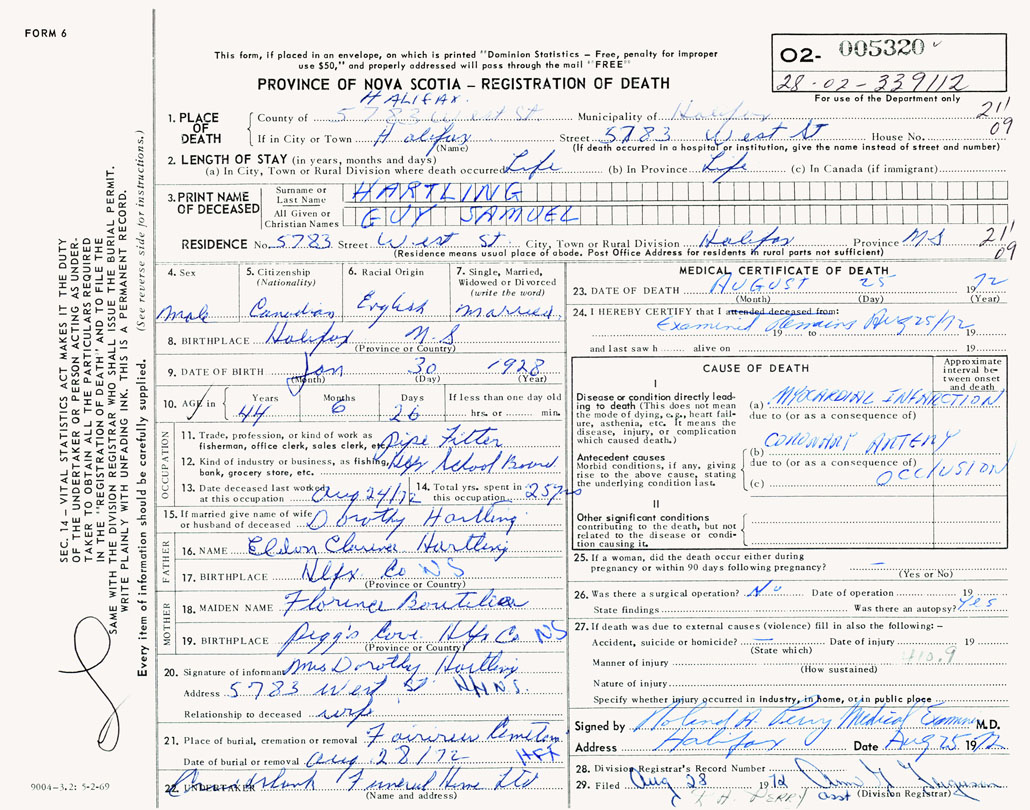 FORM 6
This form, if placed in an envelope, on which is printed "Dominion Statistics – Free, penalty for improper
use $50," and properly addressed will pass through the mail "FREE"
PROVINCE OF NOVA SCOTIA – REGISTRATION OF DEATH
O2- 005320
28-02-339112
For use of the Department only
HALIFAX.
1. PLACE OF DEATH
County of 5783 West St Municipality of Halifax
If in City or Town Halifax Street 5783 West St House No.
(Name) (If death occurred in a hospital or institution, give the name instead of street and number)
211
09
2. LENGTH OF STAY (in years, months and days)
(a) In City, Town or Rural Division where death occurred Life (b) In Province Life (c) In Canada (if immigrant)
3. PRINT NAME OF DECEASED
Surname or Last Name HARTLING
All Given or Christian Names GUY SAMUEL
RESIDENCE No. 5783 Street West St. City, Town or Rural Division Halifax Province NS
(Residence means usual place of abode. Post Office Address for residents in rural parts not sufficient)
211
09
4. Sex
Male
5. Citizenship (Nationality)
Canadian
6. Racial Origin
English
7. Single, Married, Widowed or Divorced (write the word)
Married
8. BIRTHPLACE Halifax N.S
(Province or Country)
9. DATE OF BIRTH Jan 30 1928
(Month) (Day) (Year)
10. AGE in Years Months Days If less than one day old
44 6 26 hrs. or min.
OCCUPATION
11. Trade, profession, or kind of work as fisherman, office clerk, sales clerk, etc. Pipe Fitter
12. Kind of industry or business, as fishing, bank, grocery store, etc. Hfx School Board
13. Date deceased last worked at this occupation Aug 24/72
14. Total yrs. spent in this occupation 25 yrs
15. If married give name of wife or husband of deceased Dorothy Hartling
FATHER
16. NAME Hartling
17. BIRTHPLACE Hlfx Co NS
(Province or Country)
MOTHER
18. MAIDEN NAME Florence Boutilier
19. BIRTHPLACE Pegg's Cove Hfx Co NS
(Province or Country)
20. Signature of informant Mrs Dorothy Hartling
Address 5783 West St
Relationship to deceased wife
21. Place of burial, cremation or removal Fairview Cemetery
Date of burial or removal Aug 28/72 HFX
22. UNDERTAKER Funeral Home Ltd
(Name and address)
MEDICAL CERTIFICATE OF DEATH
23. DATE OF DEATH AUGUST 25 1972
(Month) (Day) (Year)
24. I HEREBY CERTIFY that I attended deceased from:
Examined Remains Aug 25/72
19 to 19
and last saw h alive on 19
CAUSE OF DEATH
Approximate interval between onset and death
I
Disease or condition directly leading to death (This does not mean the mode of dying, e.g., heart failure, asthenia, etc. It means the disease, injury, or complication which caused death.)
(a) MYOCARDIAL INFARCTION
due to (or as a consequence of)
Antecedent causes
Morbid conditions, if any, giving rise to the above cause, stating the underlying condition last.
(b) CORONARY ARTERY
due to (or as a consequence of)
(c) OCCLUSION
II
Other significant conditions contributing to the death, but not related to the disease or condition causing it.
25. If a woman, did the death occur either during
pregnancy or within 90 days following pregnancy? —
(Yes or No)
26. Was there a surgical operation? No Date of operation 19
State findings Was there an autopsy? Yes
27. If death was due to external causes (violence) fill in also the following: –
Accident, suicide or homicide? — Date of injury 19
(State which)
410.9
Manner of injury
(How sustained)
Nature of injury
Specify whether injury occurred in industry, in home, or in public place
Signed by Roland A. Perry Medical Examiner M.D.
Address Halifax Date Aug 25 1972
28. Division Registrar's Record Number
29. Filed Aug 28 1972
(Division Registrar)
PERRY
SEC. 14 – VITAL STATISTICS ACT MAKES IT THE DUTY
OF THE UNDERTAKER OR PERSON ACTING AS UNDER-
TAKER TO OBTAIN ALL THE PARTICULARS REQUIRED
IN THE "REGISTRATION OF DEATH" AND TO FILE THE
SAME WITH THE DIVISION REGISTRAR WHO SHALL ISSUE THE BURIAL PERMIT.
WRITE PLAINLY WITH UNFADING INK. THIS IS A PERMANENT RECORD.
Every item of information should be carefully supplied. (See reverse side for instructions.)
9004-3.2: 5-2-69